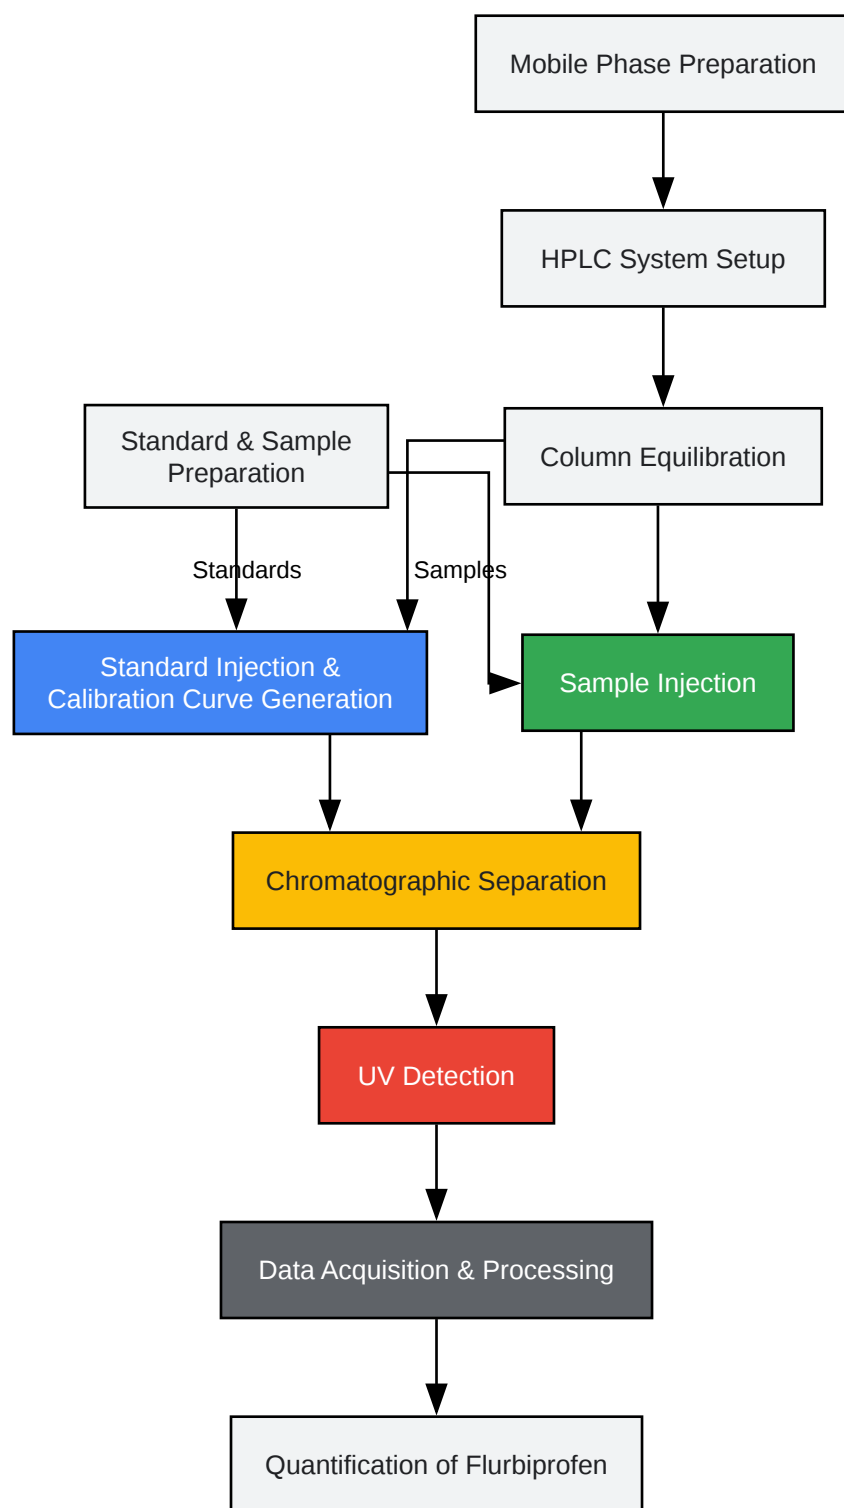 Mobile Phase Preparation
HPLC System Setup
Standard & Sample
Preparation
Column Equilibration
Standards
Samples
Standard Injection &
Calibration Curve Generation
Sample Injection
Chromatographic Separation
UV Detection
Data Acquisition & Processing
Quantification of Flurbiprofen